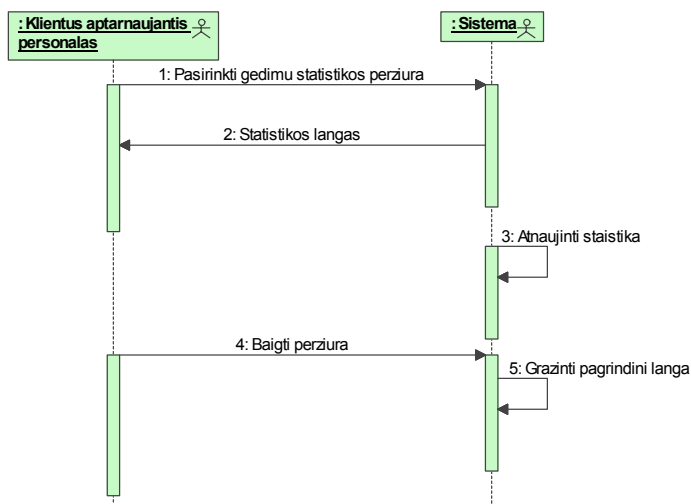 : Klientus aptarnaujantis
personalas
: Sistema
1: Pasirinkti gedimu statistikos perziura
2: Statistikos langas
3: Atnaujinti staistika
4: Baigti perziura
5: Grazinti pagrindini langa